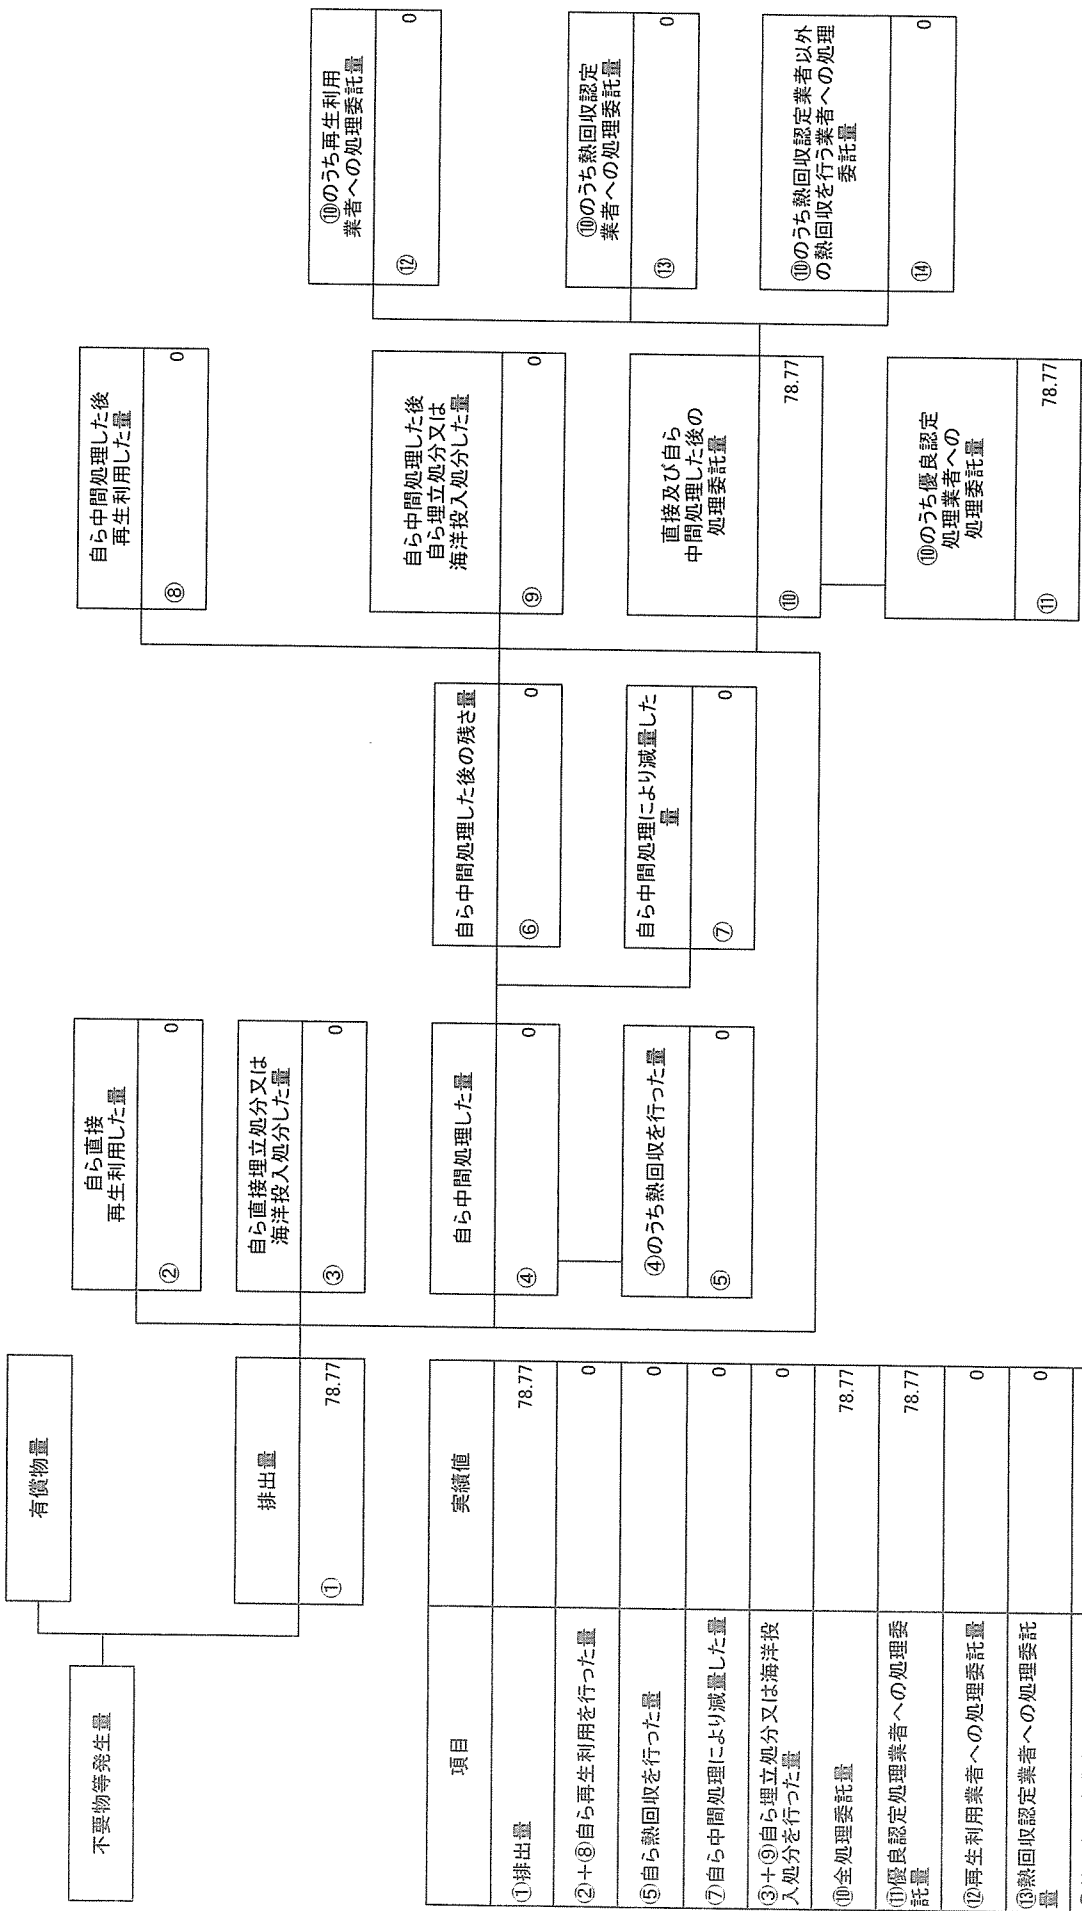 不要物等発生量
有償物量
排出量
①
78.77
自ら直接
再生利用した量
②
0
自ら直接埋立処分又は
海洋投入処分した量
③
0
自ら中間処理した量
④
0
④のうち熱回収を行った量
⑤
0
自ら中間処理した後の残さ量
⑥
0
自ら中間処理により減量した
量
⑦
0
自ら中間処理した後
再生利用した量
⑧
0
自ら中間処理した後
自ら埋立処分又は
海洋投入処分した量
⑨
0
直接及び自ら
中間処理した後の
処理委託量
⑩
78.77
⑩のうち優良認定
処理業者への
処理委託量
⑪
78.77
⑩のうち再生利用
業者への処理委託量
⑫
0
⑩のうち熱回収認定
業者への処理委託量
⑬
0
⑩のうち熱回収認定業者以外
の熱回収を行う業者への処理
委託量
⑭
0
項目 実績値
①排出量 78.77
②+⑧自ら再生利用を行った量 0
⑤自ら熱回収を行った量 0
⑦自ら中間処理により減量した量 0
③+⑨自ら埋立処分又は海洋投
入処分を行った量 0
⑩全処理委託量 78.77
⑪優良認定処理業者への処理委
託量 78.77
⑫再生利用業者への処理委託量 0
⑬熱回収認定業者への処理委託
量 0